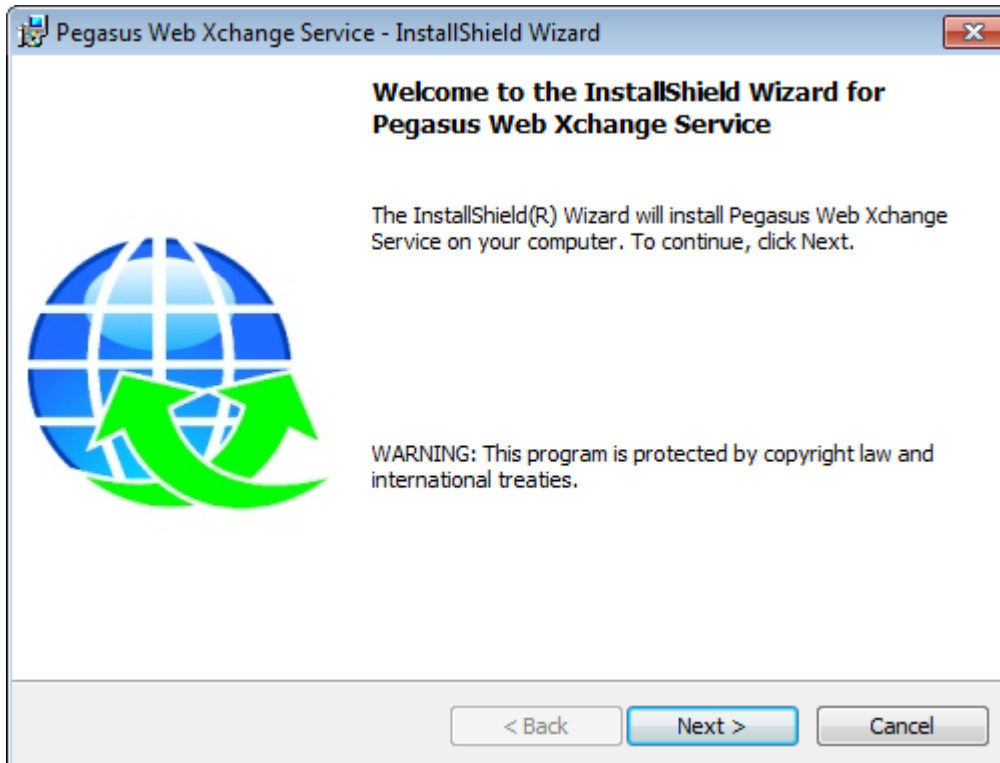 Pegasus Web Xchange Service - InstallShield Wizard
Welcome to the InstallShield Wizard for
Pegasus Web Xchange Service
The InstallShield(R) Wizard will install Pegasus Web Xchange
Service on your computer. To continue, click Next.
WARNING: This program is protected by copyright law and
international treaties.
< Back Next > Cancel